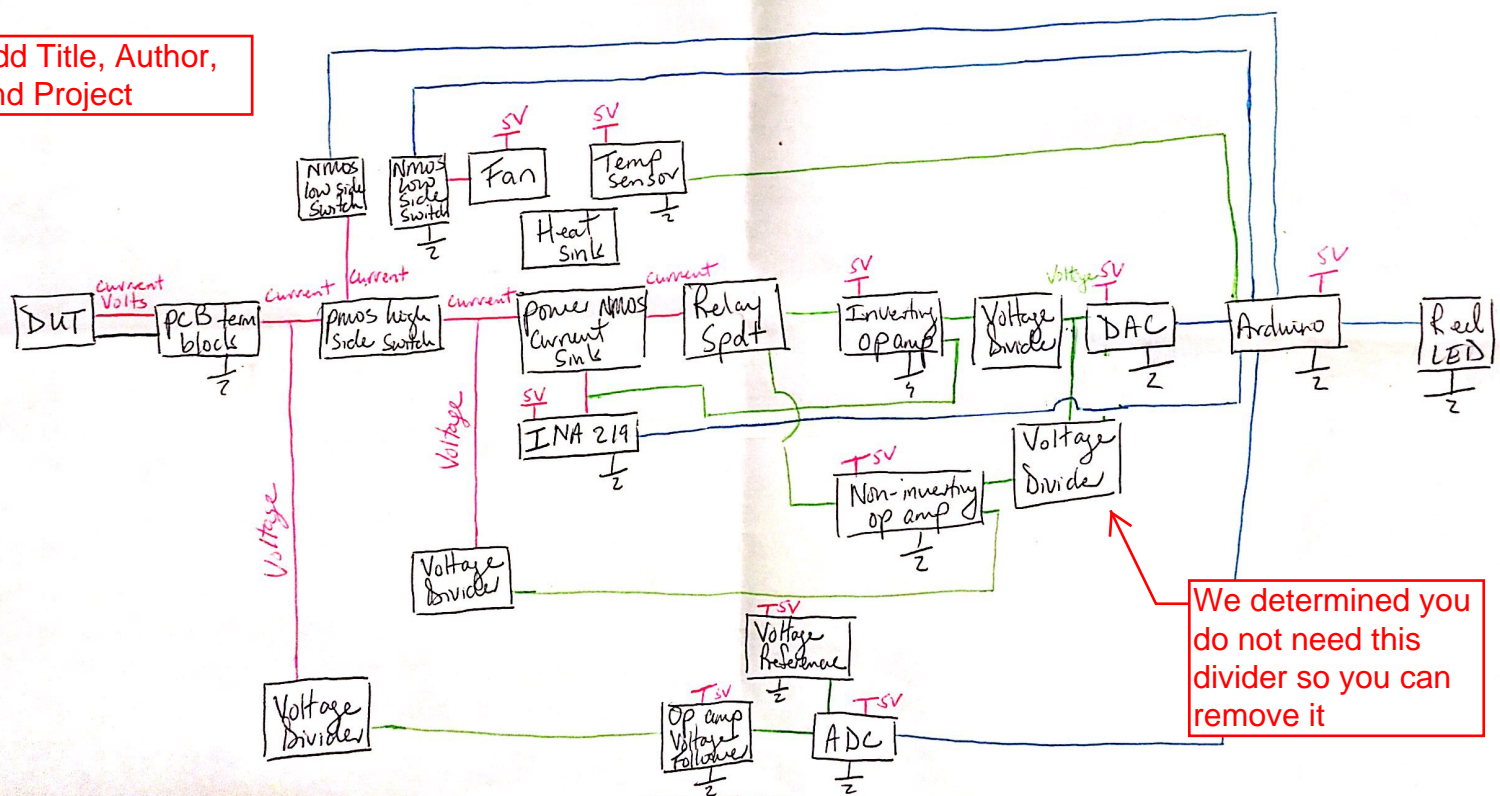 dd Title, Author,
nd Project
NMOS
low side
Switch
NMOS
Low
Side
Switch
5V
Fan
5V
Temp
Sensor
Heat
Sink
DUT
Current
Volts
PCB term
block
Current
Current
pmos high
Side Switch
Current
power NMOS
Current
Sink
Current
Relay
Spdt
5V
Inverting
op amp
Voltage
Divide
Voltage
5V
DAC
5V
Arduino
Red
LED
5V
INA 219
Voltage
Voltage
5V
Non-inverting
op amp
Voltage
Divider
Voltage
Divider
5V
Voltage
Reference
Voltage
Divider
5V
Op amp
Voltage
Follower
5V
ADC
We determined you
do not need this
divider so you can
remove it